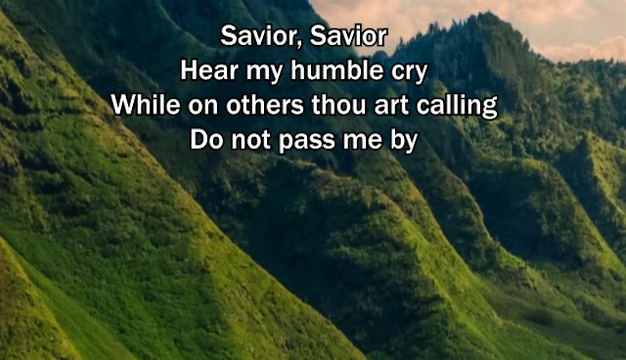 Savior, Savior
Hear my humble cry
While on others thou art calling
Do not pass me by